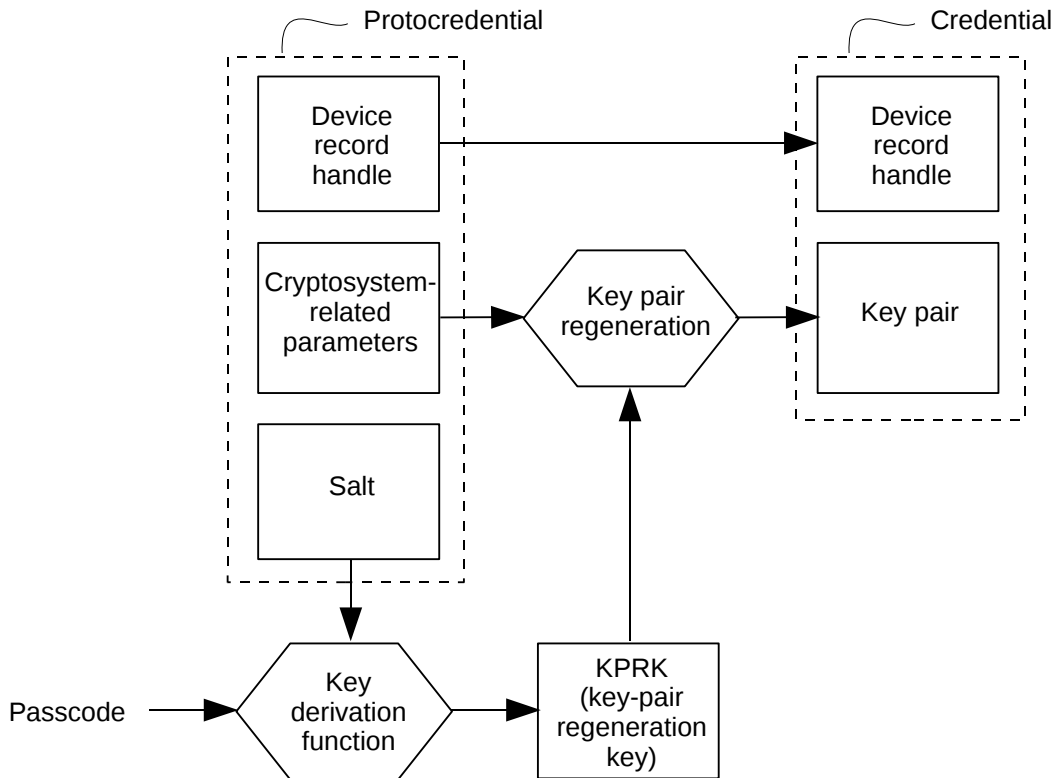 Protocredential
Credential
Device
record
handle
Device
record
handle
Cryptosystem-
related
parameters
Key pair
regeneration
Key pair
Salt
Passcode
Key
derivation
function
KPRK
(key-pair
regeneration
key)